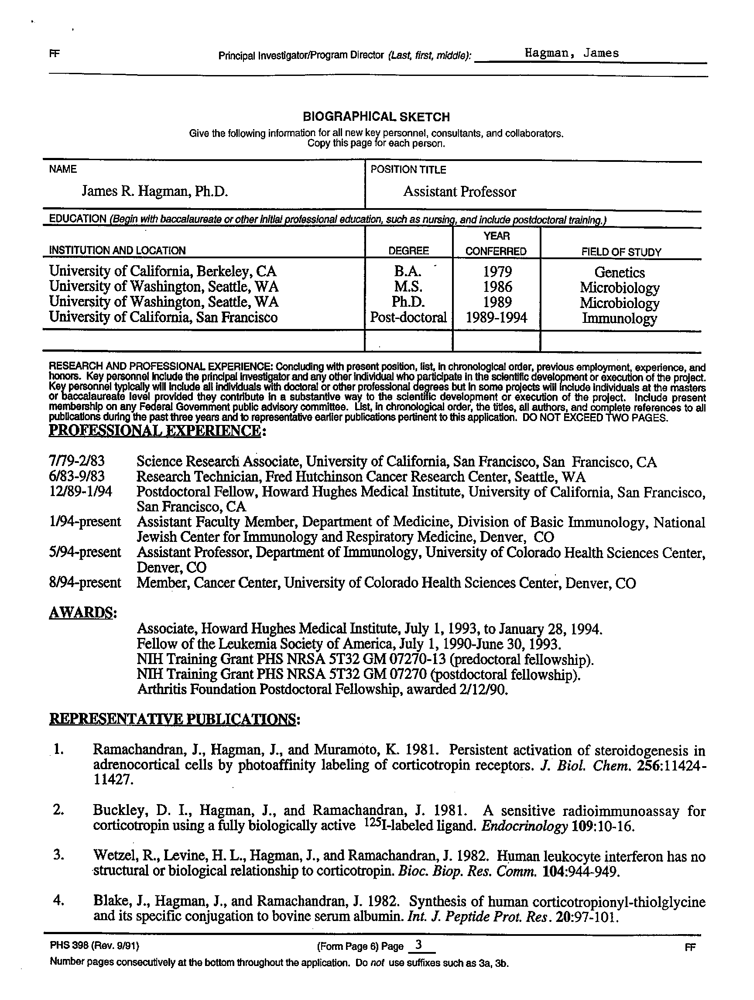 FF
Principal Investigator/Program Director (Last, first, middle): Hagman, James
BIOGRAPHICAL SKETCH
Give the following information for all new key personnel, consultants, and collaborators.
Copy this page for each person.
NAME
POSITION TITLE
James R. Hagman, Ph.D.
Assistant Professor
EDUCATION (Begin with baccalaureate or other initial professional education, such as nursing, and include postdoctoral training.)
INSTITUTION AND LOCATION DEGREE YEAR CONFERRED FIELD OF STUDY
University of California, Berkeley, CA B.A. 1979 Genetics
University of Washington, Seattle, WA M.S. 1986 Microbiology
University of Washington, Seattle, WA Ph.D. 1989 Microbiology
University of California, San Francisco Post-doctoral 1989-1994 Immunology
RESEARCH AND PROFESSIONAL EXPERIENCE: Concluding with present position, list, in chronological order, previous employment, experience, and
honors. Key personnel include the principal investigator and any other individual who participate in the scientific development or execution of the project.
Key personnel typically will include all individuals with doctoral or other professional degrees but in some projects will include individuals at the masters
or baccalaureate level provided they contribute in a substantive way to the scientific development or execution of the project. Include present
membership on any Federal Government public advisory committee. List, in chronological order, the titles, all authors, and complete references to all
publications during the past three years and to representative earlier publications pertinent to this application. DO NOT EXCEED TWO PAGES.
PROFESSIONAL EXPERIENCE:
7/79-2/83 Science Research Associate, University of California, San Francisco, San Francisco, CA
6/83-9/83 Research Technician, Fred Hutchinson Cancer Research Center, Seattle, WA
12/89-1/94 Postdoctoral Fellow, Howard Hughes Medical Institute, University of California, San Francisco,
San Francisco, CA
1/94-present Assistant Faculty Member, Department of Medicine, Division of Basic Immunology, National
Jewish Center for Immunology and Respiratory Medicine, Denver, CO
5/94-present Assistant Professor, Department of Immunology, University of Colorado Health Sciences Center,
Denver, CO
8/94-present Member, Cancer Center, University of Colorado Health Sciences Center, Denver, CO
AWARDS:
Associate, Howard Hughes Medical Institute, July 1, 1993, to January 28, 1994.
Fellow of the Leukemia Society of America, July 1, 1990-June 30, 1993.
NIH Training Grant PHS NRSA 5T32 GM 07270-13 (predoctoral fellowship).
NIH Training Grant PHS NRSA 5T32 GM 07270 (postdoctoral fellowship).
Arthritis Foundation Postdoctoral Fellowship, awarded 2/12/90.
REPRESENTATIVE PUBLICATIONS:
1. Ramachandran, J., Hagman, J., and Muramoto, K. 1981. Persistent activation of steroidogenesis in
adrenocortical cells by photoaffinity labeling of corticotropin receptors. J. Biol. Chem. 256:11424-
11427.
2. Buckley, D. I., Hagman, J., and Ramachandran, J. 1981. A sensitive radioimmunoassay for
corticotropin using a fully biologically active 125I-labeled ligand. Endocrinology 109:10-16.
3. Wetzel, R., Levine, H. L., Hagman, J., and Ramachandran, J. 1982. Human leukocyte interferon has no
structural or biological relationship to corticotropin. Bioc. Biop. Res. Comm. 104:944-949.
4. Blake, J., Hagman, J., and Ramachandran, J. 1982. Synthesis of human corticotropionyl-thiolglycine
and its specific conjugation to bovine serum albumin. Int. J. Peptide Prot. Res. 20:97-101.
PHS 398 (Rev. 9/91) (Form Page 6) Page 3 FF
Number pages consecutively at the bottom throughout the application. Do not use suffixes such as 3a, 3b.